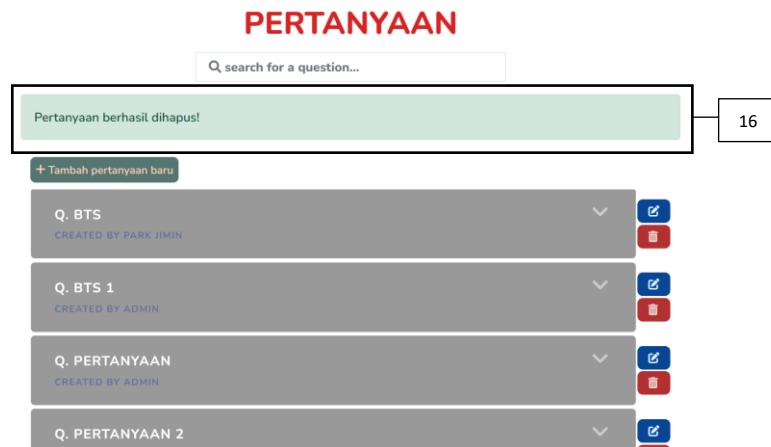 PERTANYAAN
search for a question...
Pertanyaan berhasil dihapus!
16
+ Tambah pertanyaan baru
Q. BTS
CREATED BY PARK JIMIN
Q. BTS 1
CREATED BY ADMIN
Q. PERTANYAAN
CREATED BY ADMIN
Q. PERTANYAAN 2